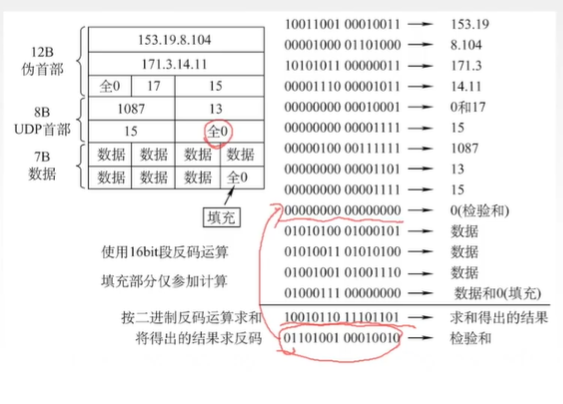 12B
伪首部
153.19.8.104
171.3.14.11
全0 17 15
8B
UDP首部
1087 13
15 全0
7B
数据
数据 数据 数据 数据
数据 数据 数据 全0
填充
使用16bit段反码运算
填充部分仅参加计算
10011001 00010011 153.19
00001000 01101000 8.104
10101011 00000011 171.3
00001110 00001011 14.11
00000000 00010001 0和17
00000000 00001111 15
00000100 00111111 1087
00000000 00001101 13
00000000 00001111 15
00000000 00000000 0(检验和)
01010100 01000101 数据
01010011 01010100 数据
01001001 01001110 数据
01000111 00000000 数据和0(填充)
按二进制反码运算求和 10010110 11101101 求和得出的结果
将得出的结果求反码 01101001 00010010 检验和